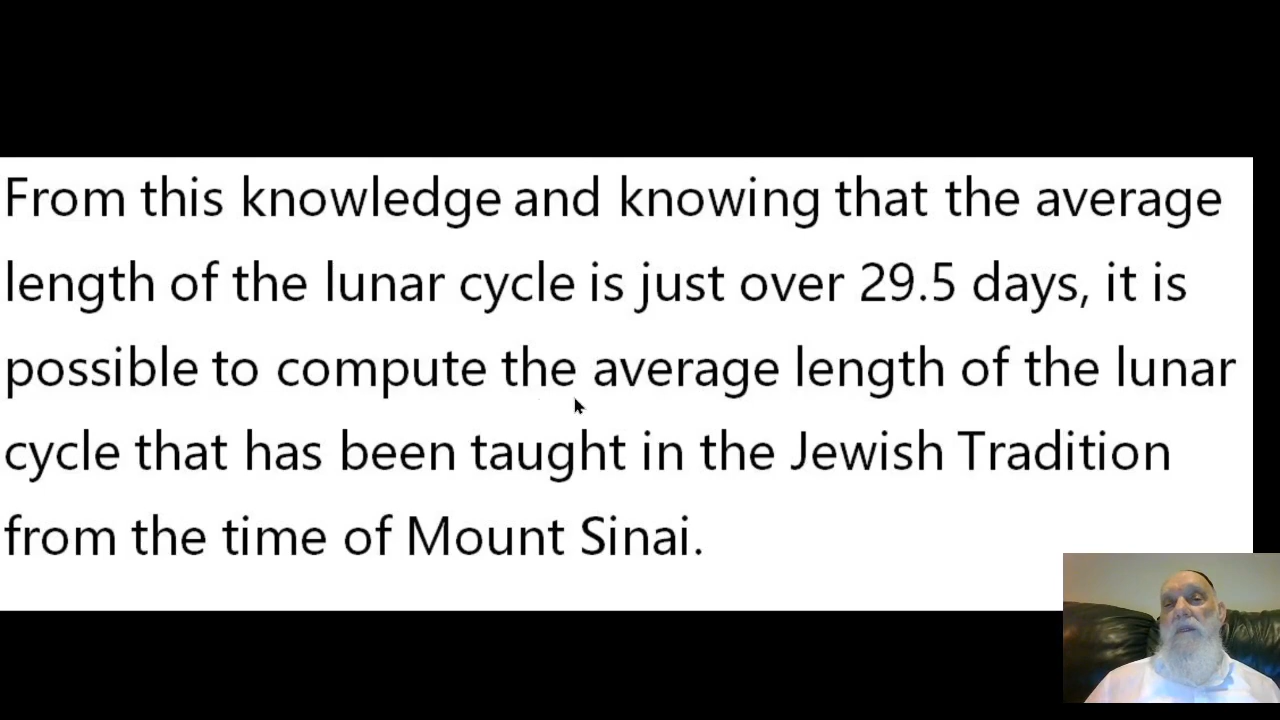 From this knowledge and knowing that the average
length of the lunar cycle is just over 29.5 days, it is
possible to compute the average length of the lunar
cycle that has been taught in the Jewish Tradition
from the time of Mount Sinai.